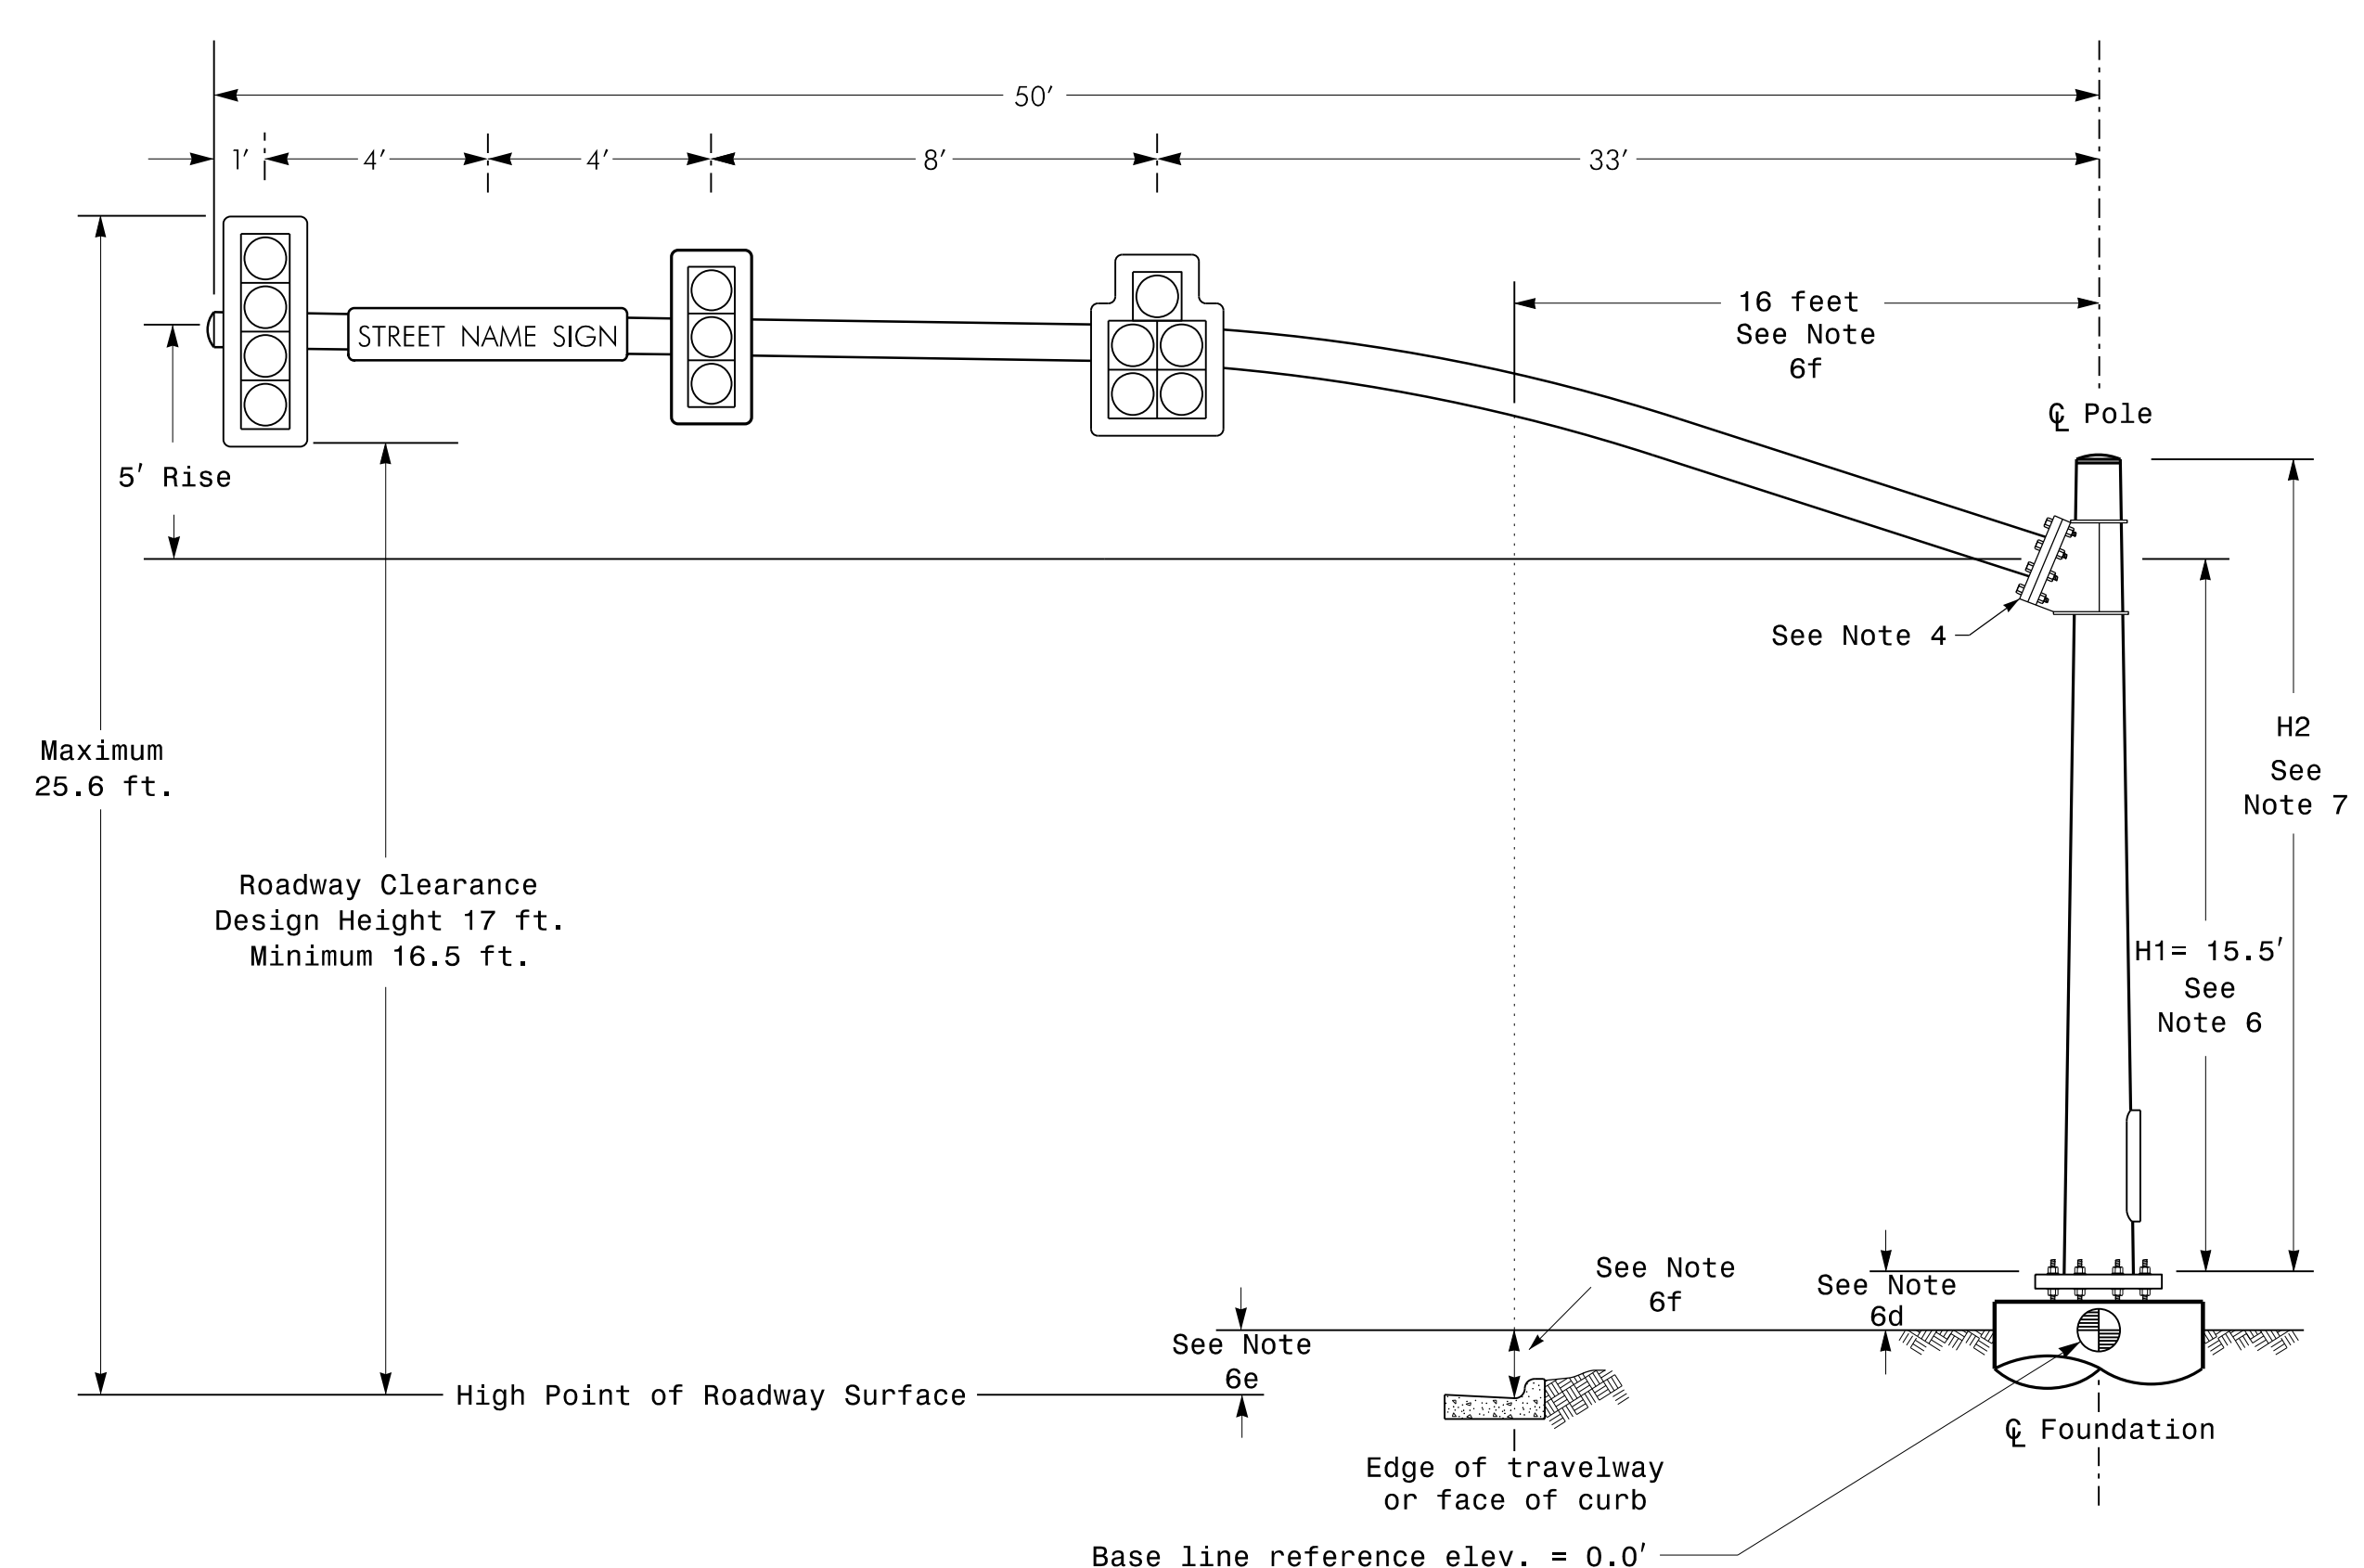 50′
1′ 4′ 4′ 8′ 33′
16 feet
See Note
6f
STREET NAME SIGN
℄ Pole
5′ Rise
See Note 4
H2
See
Note 7
Maximum
25.6 ft.
Roadway Clearance
Design Height 17 ft.
Minimum 16.5 ft.
H1= 15.5′
See
Note 6
See Note
6f
See Note
6d
See Note
6e
High Point of Roadway Surface
℄ Foundation
Edge of travelway
or face of curb
Base line reference elev. = 0.0′